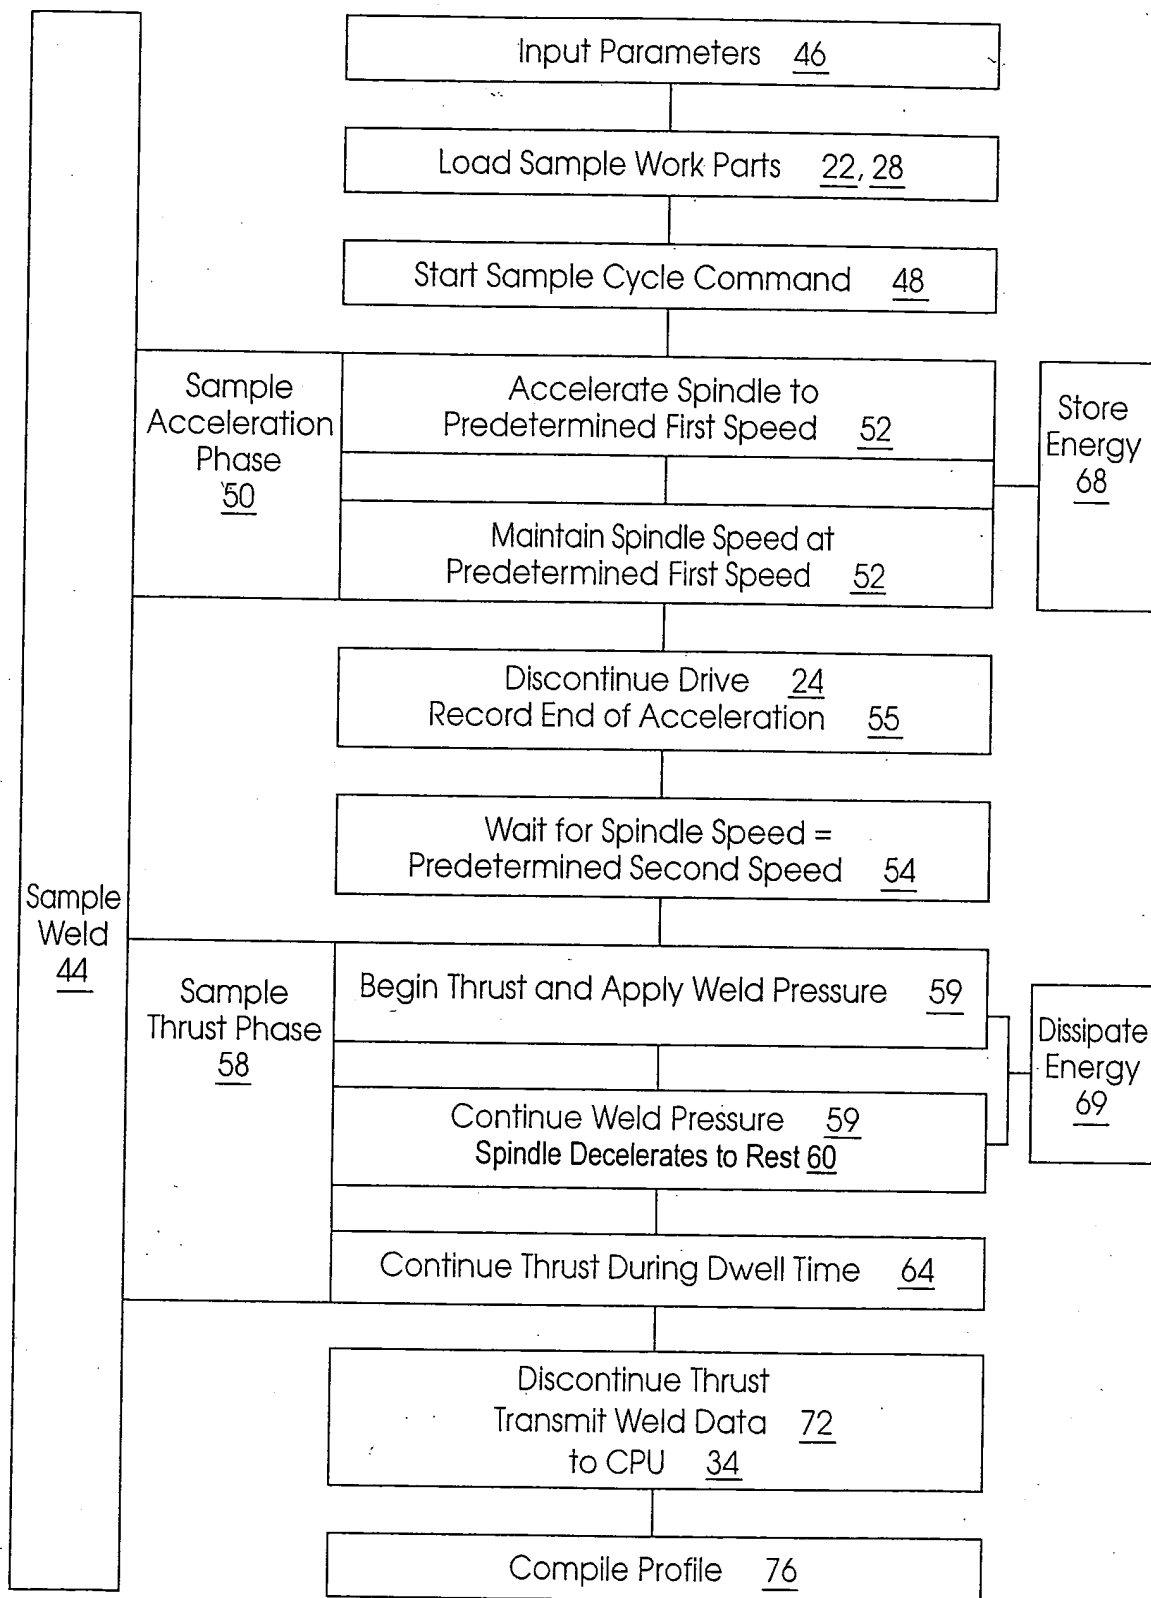 Input Parameters 46
Load Sample Work Parts 22, 28
Start Sample Cycle Command 48
Sample
Acceleration
Phase
50
Accelerate Spindle to
Predetermined First Speed 52
Maintain Spindle Speed at
Predetermined First Speed 52
Store
Energy
68
Discontinue Drive 24
Record End of Acceleration 55
Wait for Spindle Speed =
Predetermined Second Speed 54
Sample
Weld
44
Sample
Thrust Phase
58
Begin Thrust and Apply Weld Pressure 59
Continue Weld Pressure 59
Spindle Decelerates to Rest 60
Continue Thrust During Dwell Time 64
Dissipate
Energy
69
Discontinue Thrust
Transmit Weld Data 72
to CPU 34
Compile Profile 76